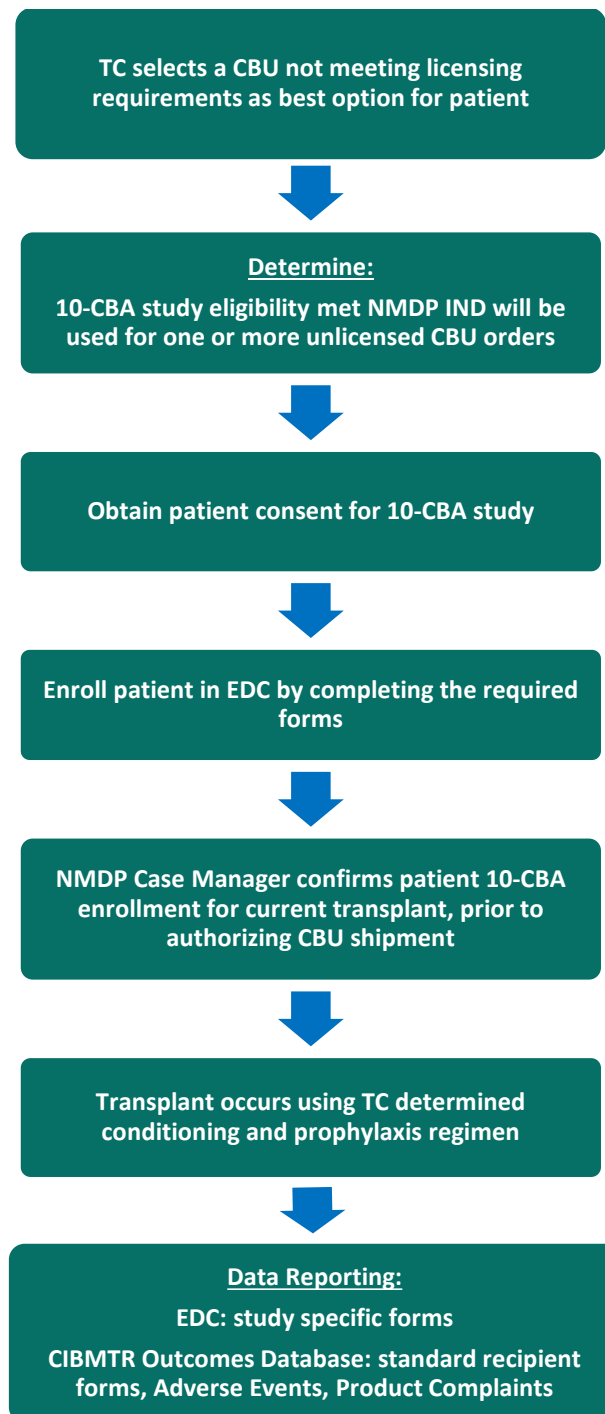 TC selects a CBU not meeting licensing
requirements as best option for patient
Determine:
10-CBA study eligibility met NMDP IND will be
used for one or more unlicensed CBU orders
Obtain patient consent for 10-CBA study
Enroll patient in EDC by completing the required
forms
NMDP Case Manager confirms patient 10-CBA
enrollment for current transplant, prior to
authorizing CBU shipment
Transplant occurs using TC determined
conditioning and prophylaxis regimen
Data Reporting:
EDC: study specific forms
CIBMTR Outcomes Database: standard recipient
forms, Adverse Events, Product Complaints